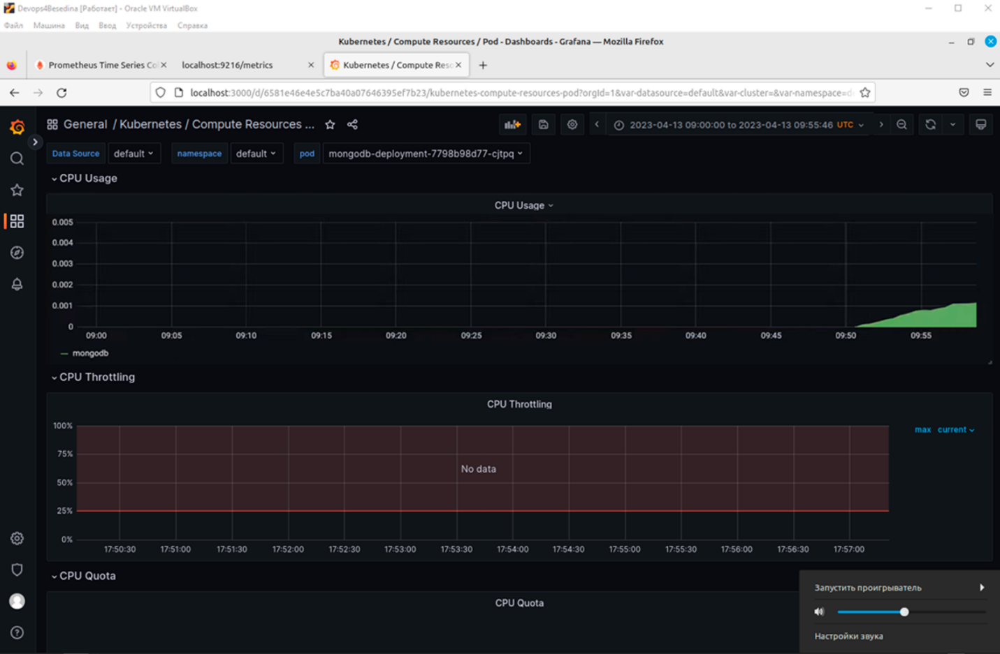 Devops4Besedina [Работает] - Oracle VM VirtualBox
Файл Машина Вид Ввод Устройства Справка
Kubernetes / Compute Resources / Pod - Dashboards - Grafana — Mozilla Firefox
Prometheus Time Series Co
localhost:9216/metrics
Kubernetes / Compute Reso
localhost:3000/d/6581e46e4e5c7ba40a07646395ef7b23/kubernetes-compute-resources-pod?orgId=1&var-datasource=default&var-cluster=&var-namespace=d
General / Kubernetes / Compute Resources ...
2023-04-13 09:00:00 to 2023-04-13 09:55:46 UTC
Data Source default namespace default pod mongodb-deployment-7798b98d77-cjtpq
CPU Usage
CPU Usage
0.005
0.004
0.003
0.002
0.001
0
09:00 09:05 09:10 09:15 09:20 09:25 09:30 09:35 09:40 09:45 09:50 09:55
mongodb
CPU Throttling
CPU Throttling
100%
max current
75%
No data
50%
25%
0%
17:50:30 17:51:00 17:51:30 17:52:00 17:52:30 17:53:00 17:53:30 17:54:00 17:54:30 17:55:00 17:55:30 17:56:00 17:56:30 17:57:00
CPU Quota
CPU Quota
Запустить проигрыватель
Настройки звука